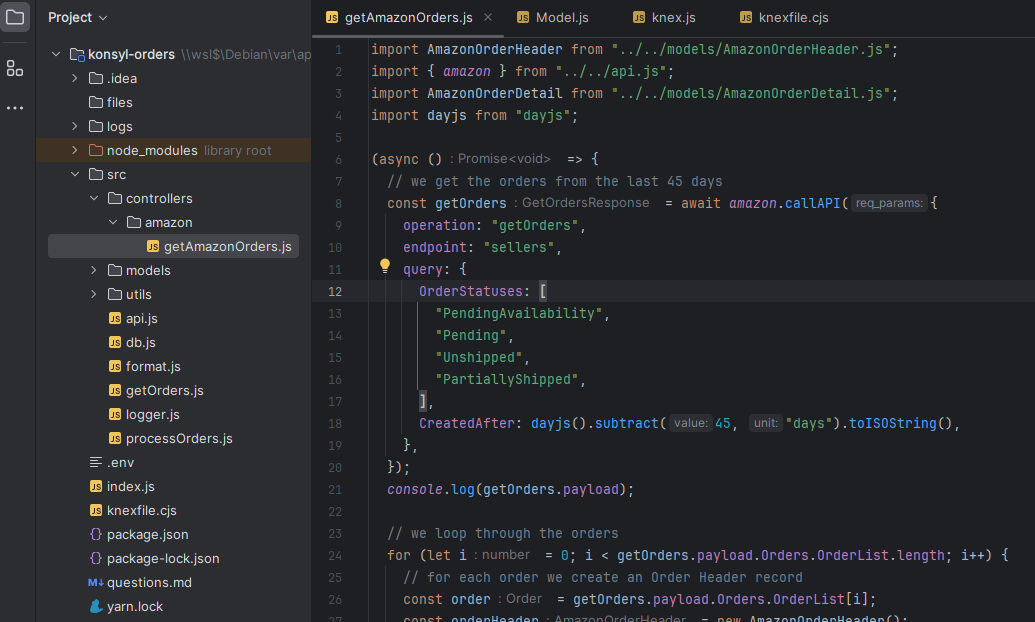 Project
getAmazonOrders.js
Model.js
knex.js
knexfile.cjs
konsyl-orders \\wsl$\Debian\var\ap
.idea
files
logs
node_modules library root
src
controllers
amazon
getAmazonOrders.js
models
utils
api.js
db.js
format.js
getOrders.js
logger.js
processOrders.js
.env
index.js
knexfile.cjs
package.json
package-lock.json
questions.md
yarn.lock
1 import AmazonOrderHeader from "../../models/AmazonOrderHeader.js";
2 import { amazon } from "../../api.js";
3 import AmazonOrderDetail from "../../models/AmazonOrderDetail.js";
4 import dayjs from "dayjs";
5
6 (async () : Promise<void> => {
7 // we get the orders from the last 45 days
8 const getOrders : GetOrdersResponse = await amazon.callAPI( req_params: {
9 operation: "getOrders",
10 endpoint: "sellers",
11 query: {
12 OrderStatuses: [
13 "PendingAvailability",
14 "Pending",
15 "Unshipped",
16 "PartiallyShipped",
17 ],
18 CreatedAfter: dayjs().subtract( value: 45, unit: "days").toISOString(),
19 },
20 });
21 console.log(getOrders.payload);
22
23 // we loop through the orders
24 for (let i : number = 0; i < getOrders.payload.Orders.OrderList.length; i++) {
25 // for each order we create an Order Header record
26 const order : Order = getOrders.payload.Orders.OrderList[i];
27 const orderHeader : AmazonOrderHeader = new AmazonOrderHeader();